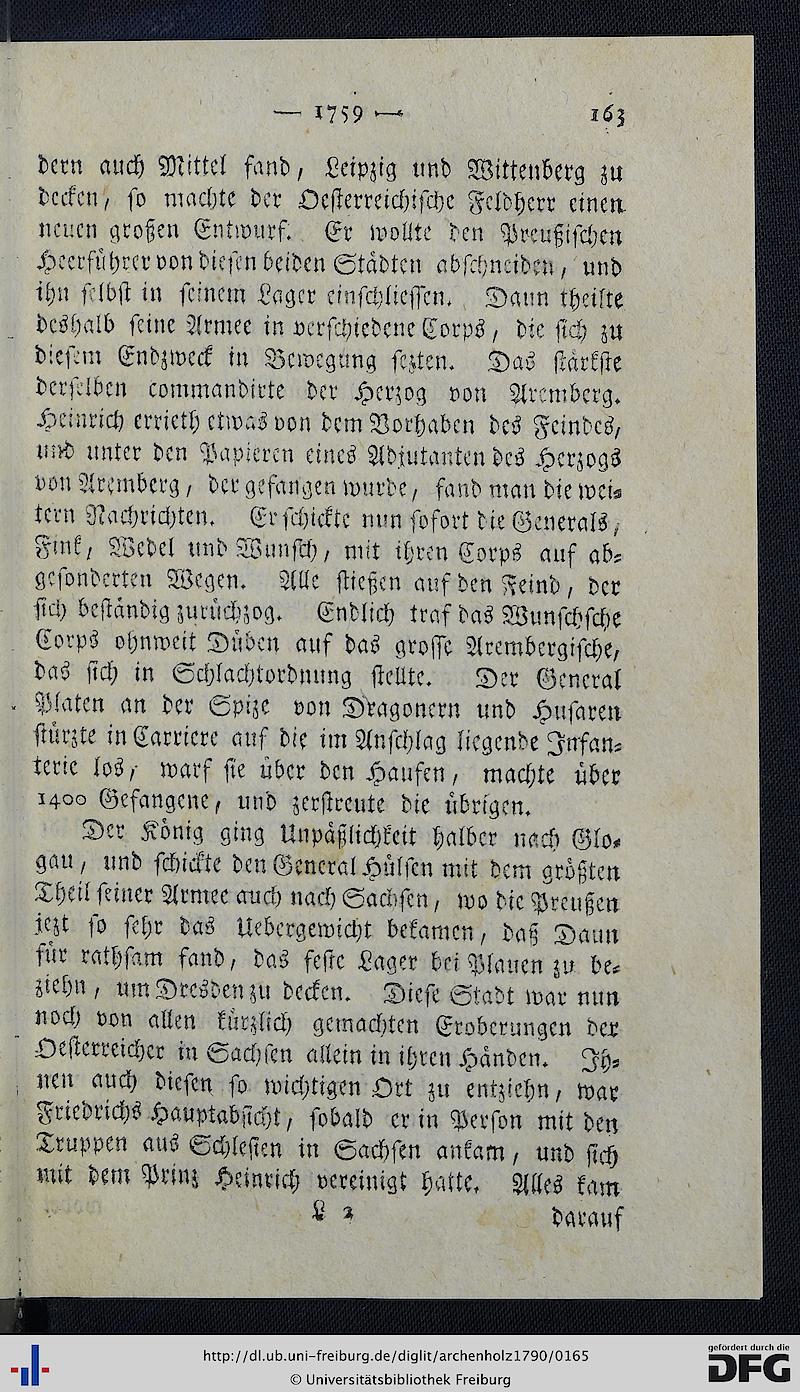 — 1759 — 163
dern auch Mittel fand, Leipzig und Wittenberg zu
decken, so machte der Oesterreichische Feldherr einen
neuen großen Entwurf. Er wollte den Preußischen
Heerführer von diesen beiden Städten abschneiden, und
ihn selbst in seinem Lager einschliessen. Daun theilte
deshalb seine Armee in verschiedene Corps, die sich zu
diesem Endzweck in Bewegung sezten. Das stärkste
derselben commandirte der Herzog von Aremberg.
Heinrich errieth etwas von dem Vorhaben des Feindes,
und unter den Papieren eines Adjutanten des Herzogs
von Aremberg, der gefangen wurde, fand man die wei-
tern Nachrichten. Er schickte nun sofort die Generals,
Fink, Wedel und Wunsch, mit ihren Corps auf ab-
gesonderten Wegen. Alle stießen auf den Feind, der
sich beständig zurückzog. Endlich traf das Wunschsche
Corps ohnweit Düben auf das grosse Arembergische,
das sich in Schlachtordnung stellte. Der General
Platen an der Spize von Dragonern und Husaren
stürzte in Carriere auf die im Anschlag liegende Infan-
terie los, warf sie über den Haufen, machte über
1400 Gefangene, und zerstreute die übrigen.
Der König ging Unpäßlichkeit halber nach Glo-
gau, und schickte den General Hülsen mit dem größten
Theil seiner Armee auch nach Sachsen, wo die Preußen
jezt so sehr das Uebergewicht bekamen, daß Daun
für rathsam fand, das feste Lager bei Plauen zu be-
ziehn, um Dresden zu decken. Diese Stadt war nun
noch von allen kürzlich gemachten Eroberungen der
Oesterreicher in Sachsen allein in ihren Händen. Ih-
nen auch diesen so wichtigen Ort zu entziehn, war
Friedrichs Hauptabsicht, sobald er in Person mit den
Truppen aus Schlesien in Sachsen ankam, und sich
mit dem Prinz Heinrich vereinigt hatte. Alles kam
L 2 darauf
http://dl.ub.uni-freiburg.de/diglit/archenholz1790/0165
© Universitätsbibliothek Freiburg
gefördert durch die
DFG